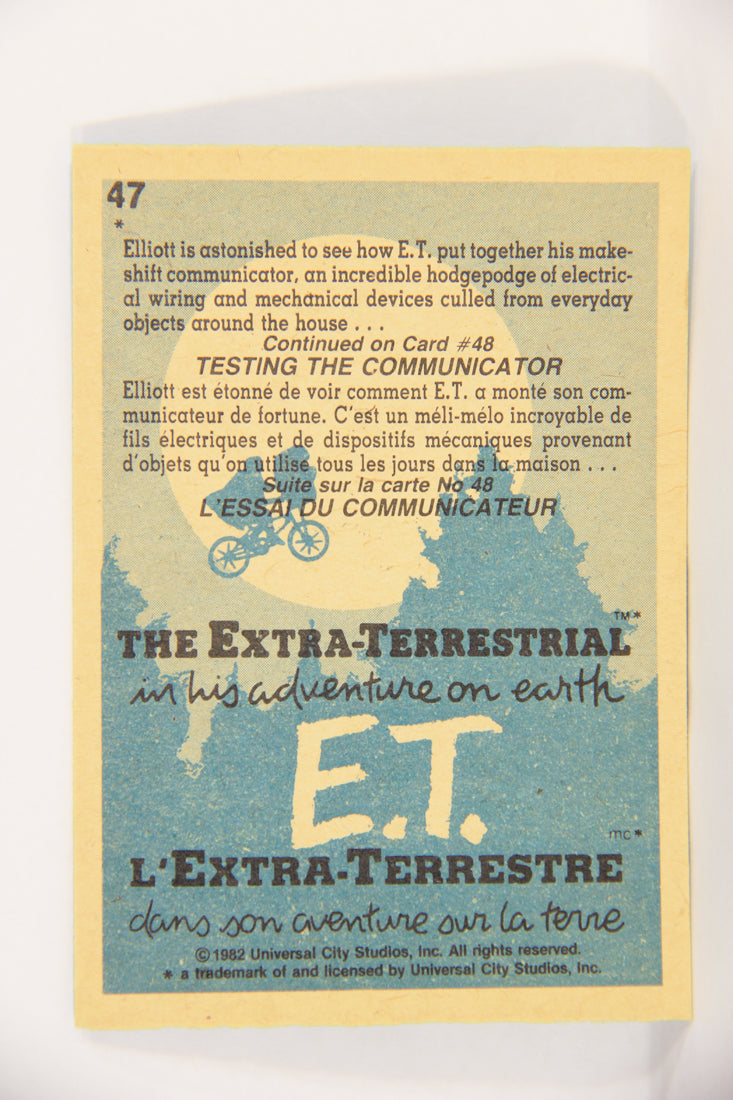 47
*
Elliott is astonished to see how E.T. put together his make-
shift communicator, an incredible hodgepodge of electric-
al wiring and mechanical devices culled from everyday
objects around the house . . .
Continued on Card #48
TESTING THE COMMUNICATOR
Elliott est étonné de voir comment E.T. a monté son com-
municateur de fortune. C'est un méli-mélo incroyable de
fils électriques et de dispositifs mécaniques provenant
d'objets qu'on utilise tous les jours dans la maison . . .
Suite sur la carte No 48
L'ESSAI DU COMMUNICATEUR
THE EXTRA-TERRESTRIAL TM*
in his adventure on earth
E.T.
mc*
L'EXTRA-TERRESTRE
dans son aventure sur la terre
©1982 Universal City Studios, Inc. All rights reserved.
* a trademark of and licensed by Universal City Studios, Inc.